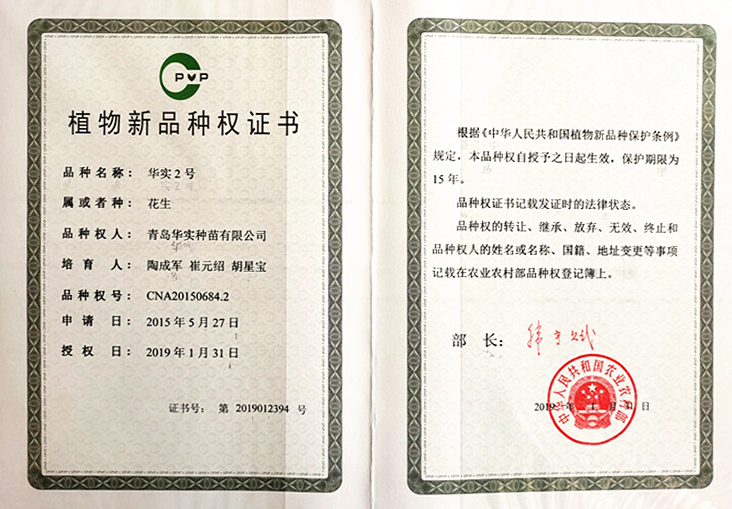 PVP
植物新品种权证书
品种名称：华实2号
属或者种：花生
品种权人：青岛华实种苗有限公司
培育人：陶成军 崔元绍 胡星宝
品种权号：CNA20150684.2
申请日：2015年5月27日
授权日：2019年1月31日
证书号：第 2019012394 号
根据《中华人民共和国植物新品种保护条例》
规定，本品种权自授予之日起生效，保护期限为
15年。
品种权证书记载发证时的法律状态。
品种权的转让、继承、放弃、无效、终止和
品种权人的姓名或名称、国籍、地址变更等事项
记载在农业农村部品种权登记簿上。
部长：
中华人民共和国农业农村部
2019年1月31日